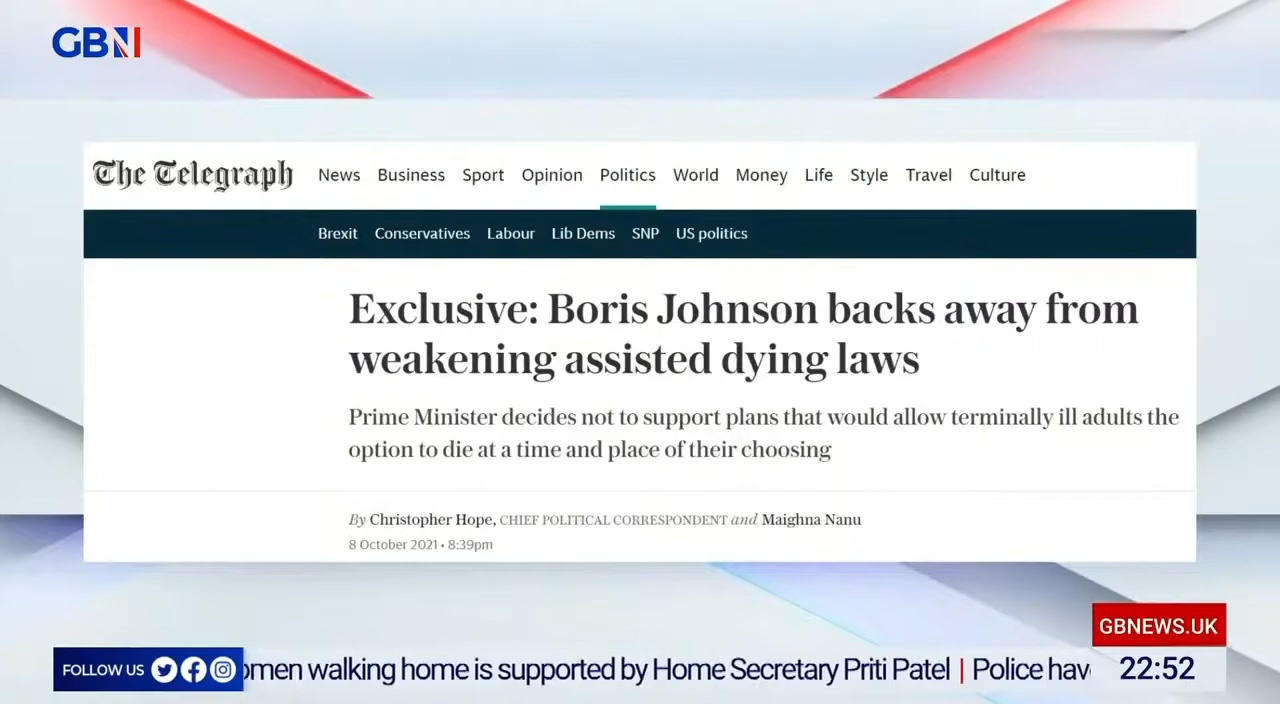 GBN
The Telegraph
News Business Sport Opinion Politics World Money Life Style Travel Culture
Brexit Conservatives Labour Lib Dems SNP US politics
Exclusive: Boris Johnson backs away from
weakening assisted dying laws
Prime Minister decides not to support plans that would allow terminally ill adults the
option to die at a time and place of their choosing
By Christopher Hope, CHIEF POLITICAL CORRESPONDENT and Maighna Nanu
8 October 2021 • 8:39pm
GBNEWS.UK
FOLLOW US omen walking home is supported by Home Secretary Priti Patel | Police hav 22:52